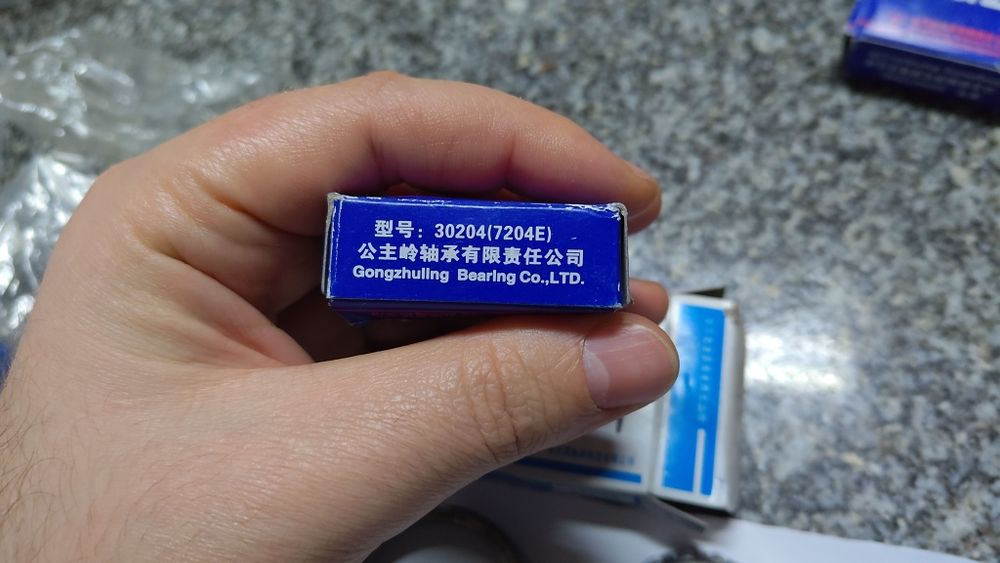 型号：30204(7204E)
公主岭轴承有限责任公司
Gongzhuling Bearing Co.,LTD.